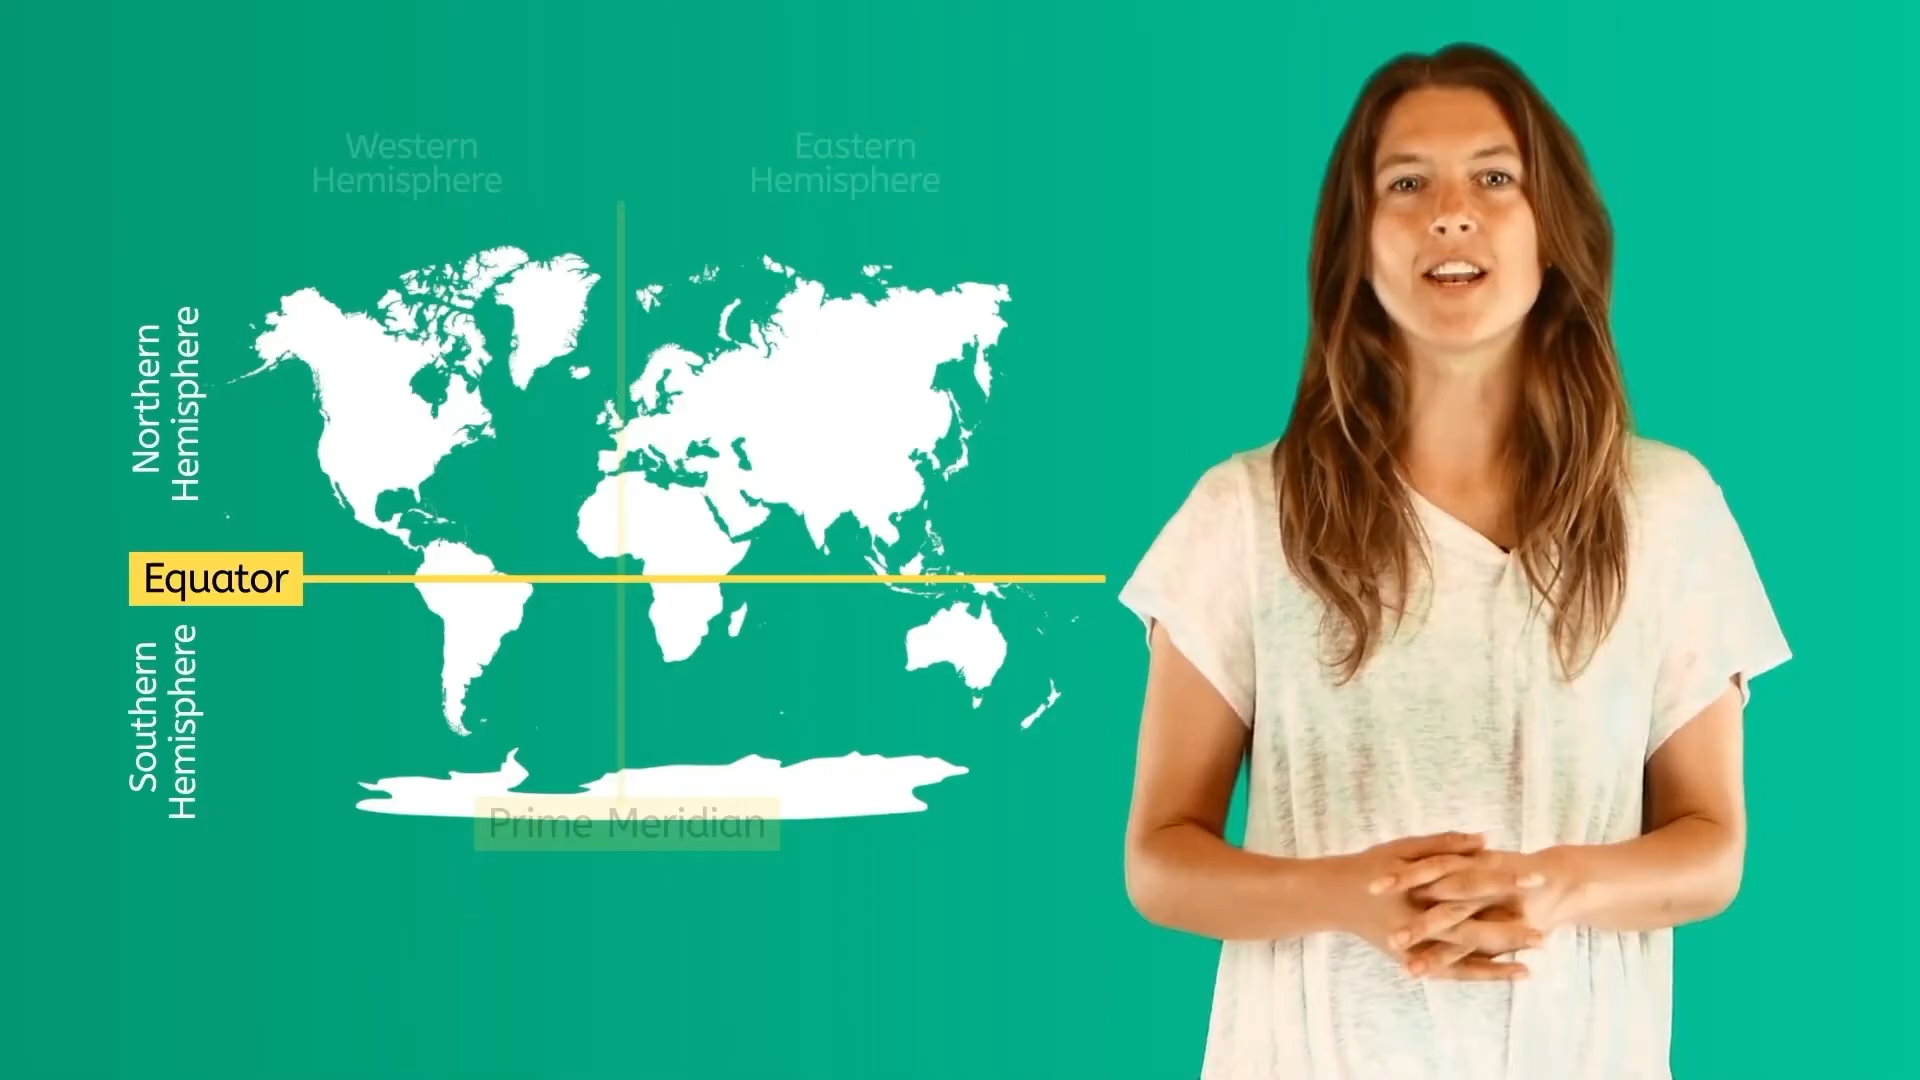 Western
Hemisphere
Eastern
Hemisphere
Northern
Hemisphere
Equator
Southern
Hemisphere
Prime Meridian